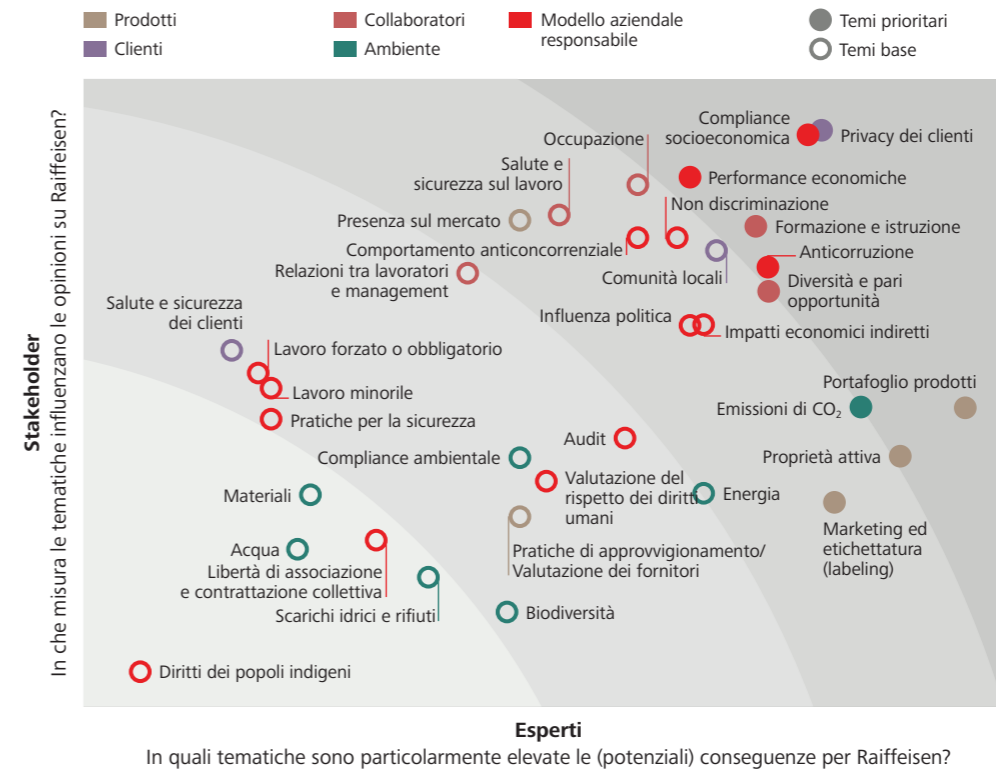 Prodotti
Clienti
Collaboratori
Ambiente
Modello aziendale
responsabile
Temi prioritari
Temi base
Stakeholder
In che misura le tematiche influenzano le opinioni su Raiffeisen?
Compliance
socioeconomica
Privacy dei clienti
Occupazione
Salute e
sicurezza sul lavoro
Performance economiche
Non discriminazione
Presenza sul mercato
Formazione e istruzione
Comportamento anticoncorrenziale
Anticorruzione
Relazioni tra lavoratori
e management
Comunità locali
Diversità e pari
opportunità
Salute e sicurezza
dei clienti
Influenza politica
Impatti economici indiretti
Lavoro forzato o obbligatorio
Lavoro minorile
Portafoglio prodotti
Emissioni di CO₂
Pratiche per la sicurezza
Audit
Compliance ambientale
Proprietà attiva
Valutazione del
rispetto dei diritti
umani
Materiali
Energia
Marketing ed
etichettatura
(labeling)
Acqua
Pratiche di approvvigionamento/
Valutazione dei fornitori
Libertà di associazione
e contrattazione collettiva
Scarichi idrici e rifiuti
Biodiversità
Diritti dei popoli indigeni
Esperti
In quali tematiche sono particolarmente elevate le (potenziali) conseguenze per Raiffeisen?